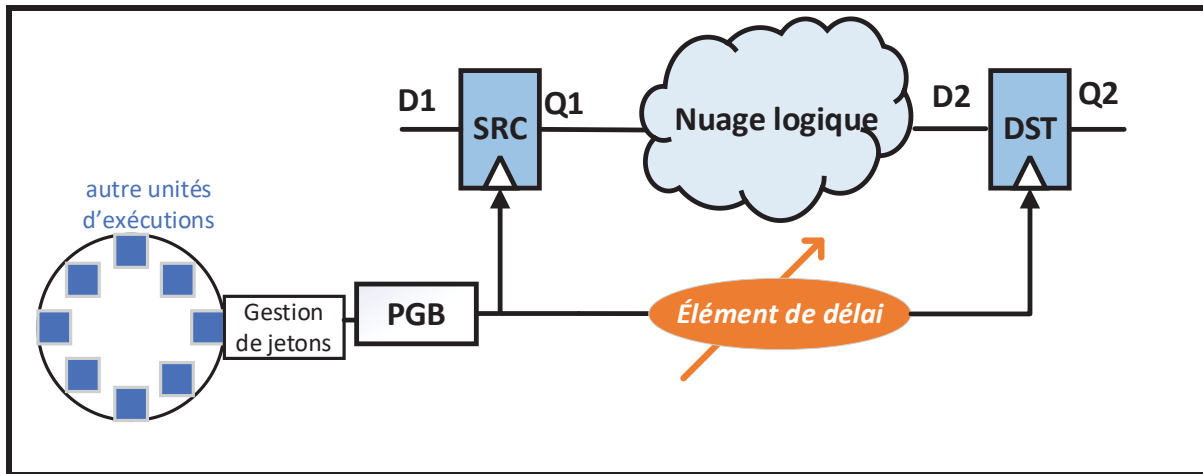 D1
SRC
Q1
Nuage logique
D2
DST
Q2
autre unités
d'exécutions
Gestion
de jetons
PGB
Élément de délai